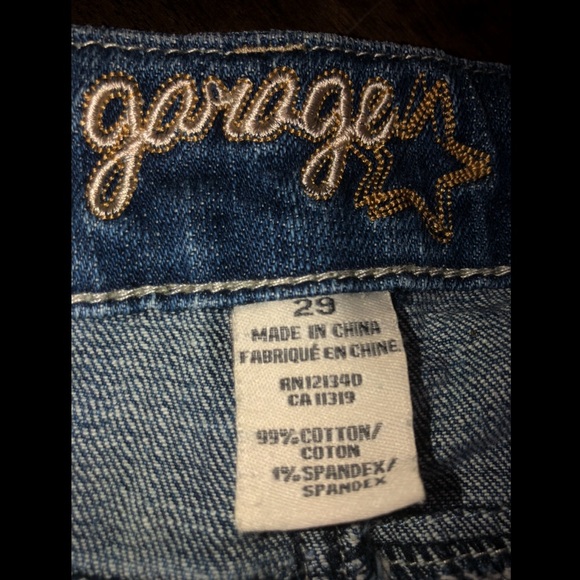 garage
29
MADE IN CHINA
FABRIQUÉ EN CHINE
RN121340
CA 11319
99% COTTON/
COTON
1% SPANDEX/
SPANDEX